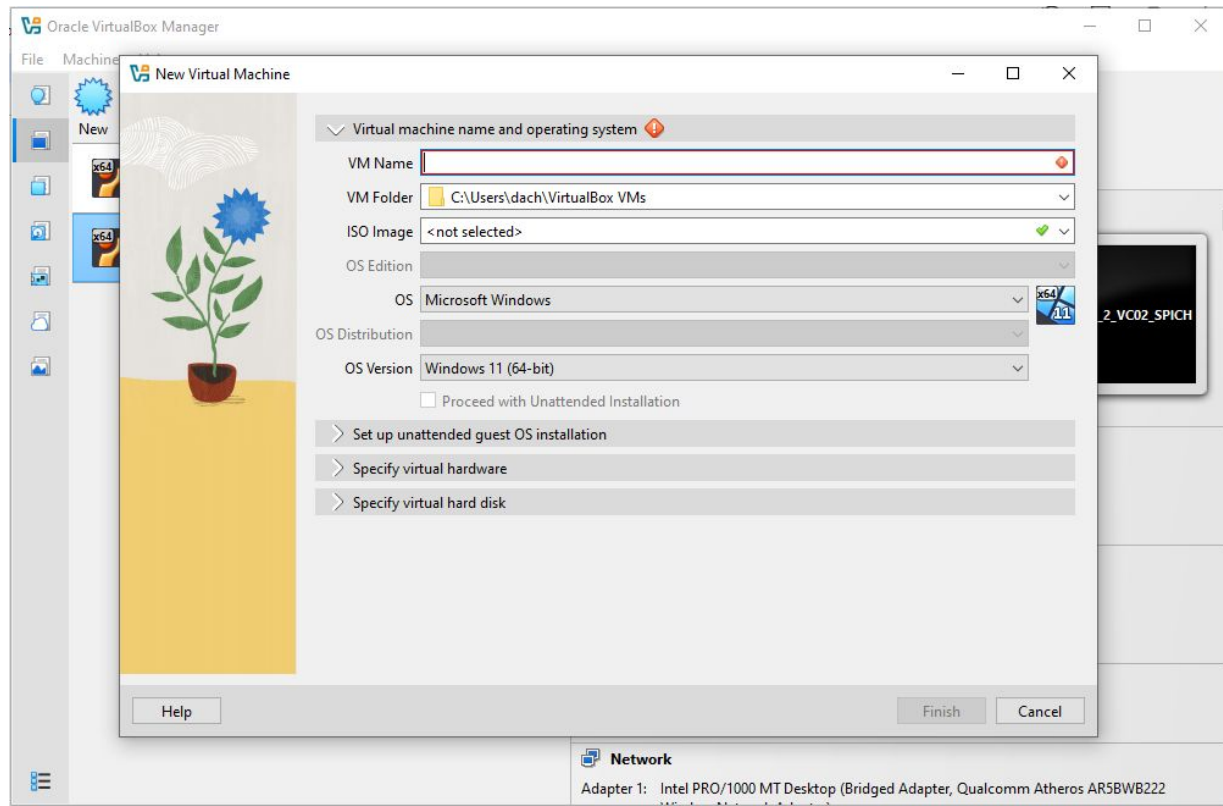 Oracle VirtualBox Manager
File Machine
New Virtual Machine
New
x64
x64
Virtual machine name and operating system
VM Name
VM Folder C:\Users\dach\VirtualBox VMs
ISO Image <not selected>
OS Edition
OS Microsoft Windows
x64
11
OS Distribution
OS Version Windows 11 (64-bit)
Proceed with Unattended Installation
Set up unattended guest OS installation
Specify virtual hardware
Specify virtual hard disk
_2_VC02_SPICH
Help Finish Cancel
Network
Adapter 1: Intel PRO/1000 MT Desktop (Bridged Adapter, Qualcomm Atheros AR5BWB222